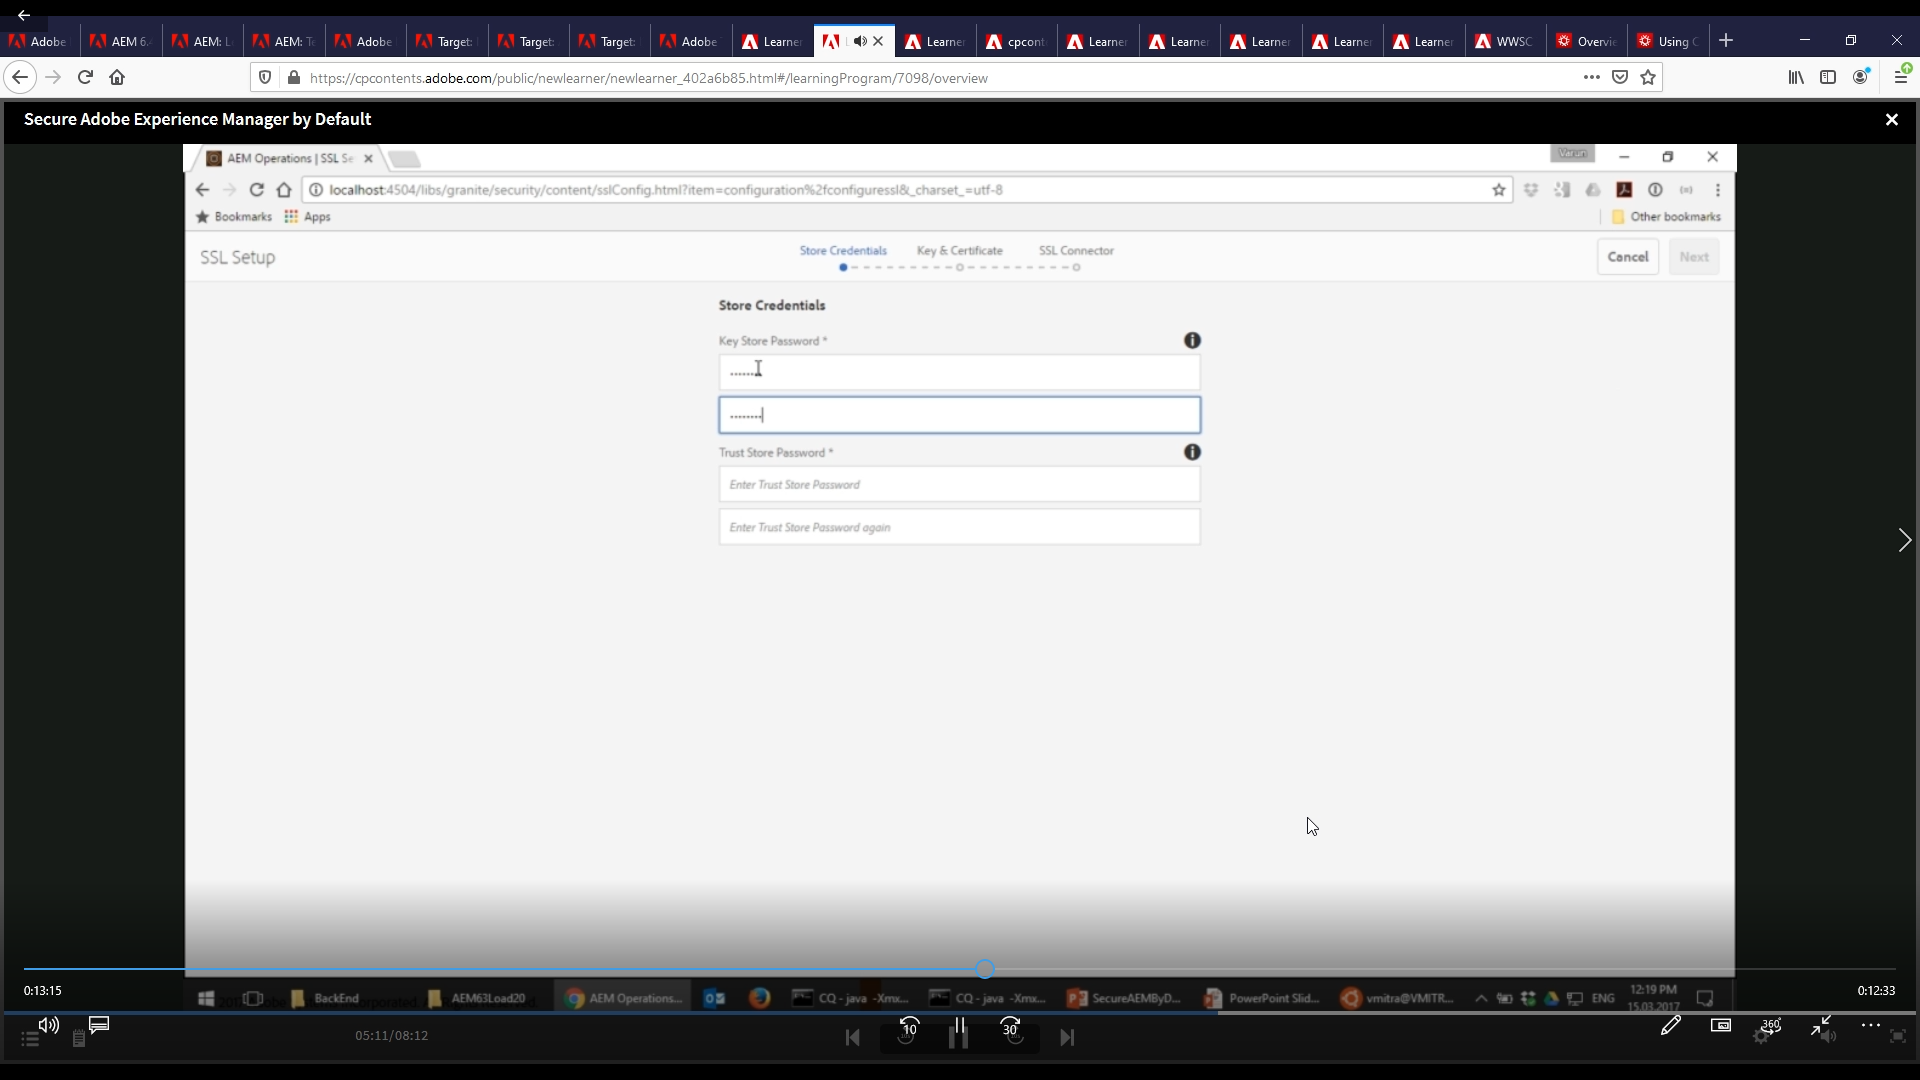 Adobe
AEM 6.
AEM: L
AEM: T
Adobe
Target:
Target:
Target:
Adobe
Learner
Learner
cpcont
Learner
Learner
Learner
Learner
Learner
WWSC
Overvie
Using C
https://cpcontents.adobe.com/public/newlearner/newlearner_402a6b85.html#/learningProgram/7098/overview
Secure Adobe Experience Manager by Default
AEM Operations | SSL Se
Varun
localhost:4504/libs/granite/security/content/sslConfig.html?item=configuration%2fconfiguressl&_charset_=utf-8
Bookmarks
Apps
Other bookmarks
SSL Setup
Store Credentials
Key & Certificate
SSL Connector
Cancel
Next
Store Credentials
Key Store Password *
Trust Store Password *
Enter Trust Store Password
Enter Trust Store Password again
0:13:15
BackEnd
AEM63Load20
AEM Operations...
CQ - java -Xmx...
CQ - java -Xmx...
SecureAEMByD...
PowerPoint Slid...
vmitra@VMITR...
ENG
12:19 PM
15.03.2017
0:12:33
05:11/08:12
10
30
360